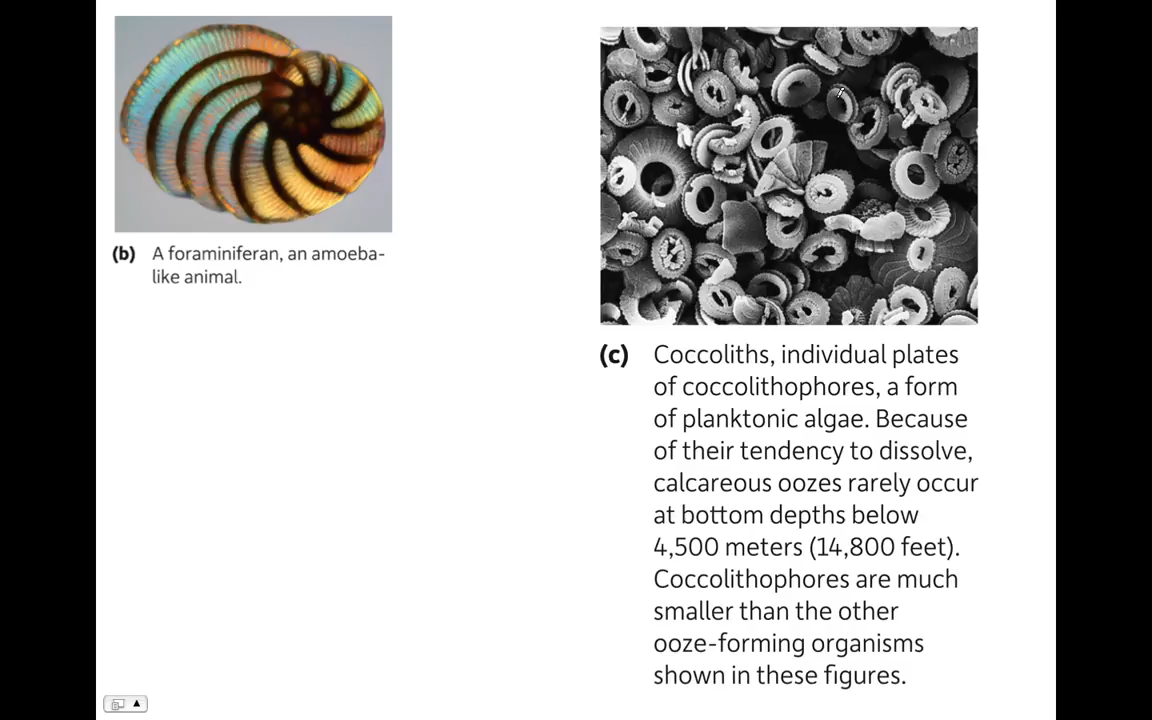 (b) A foraminiferan, an amoeba-
like animal.
(c) Coccoliths, individual plates
of coccolithophores, a form
of planktonic algae. Because
of their tendency to dissolve,
calcareous oozes rarely occur
at bottom depths below
4,500 meters (14,800 feet).
Coccolithophores are much
smaller than the other
ooze-forming organisms
shown in these figures.